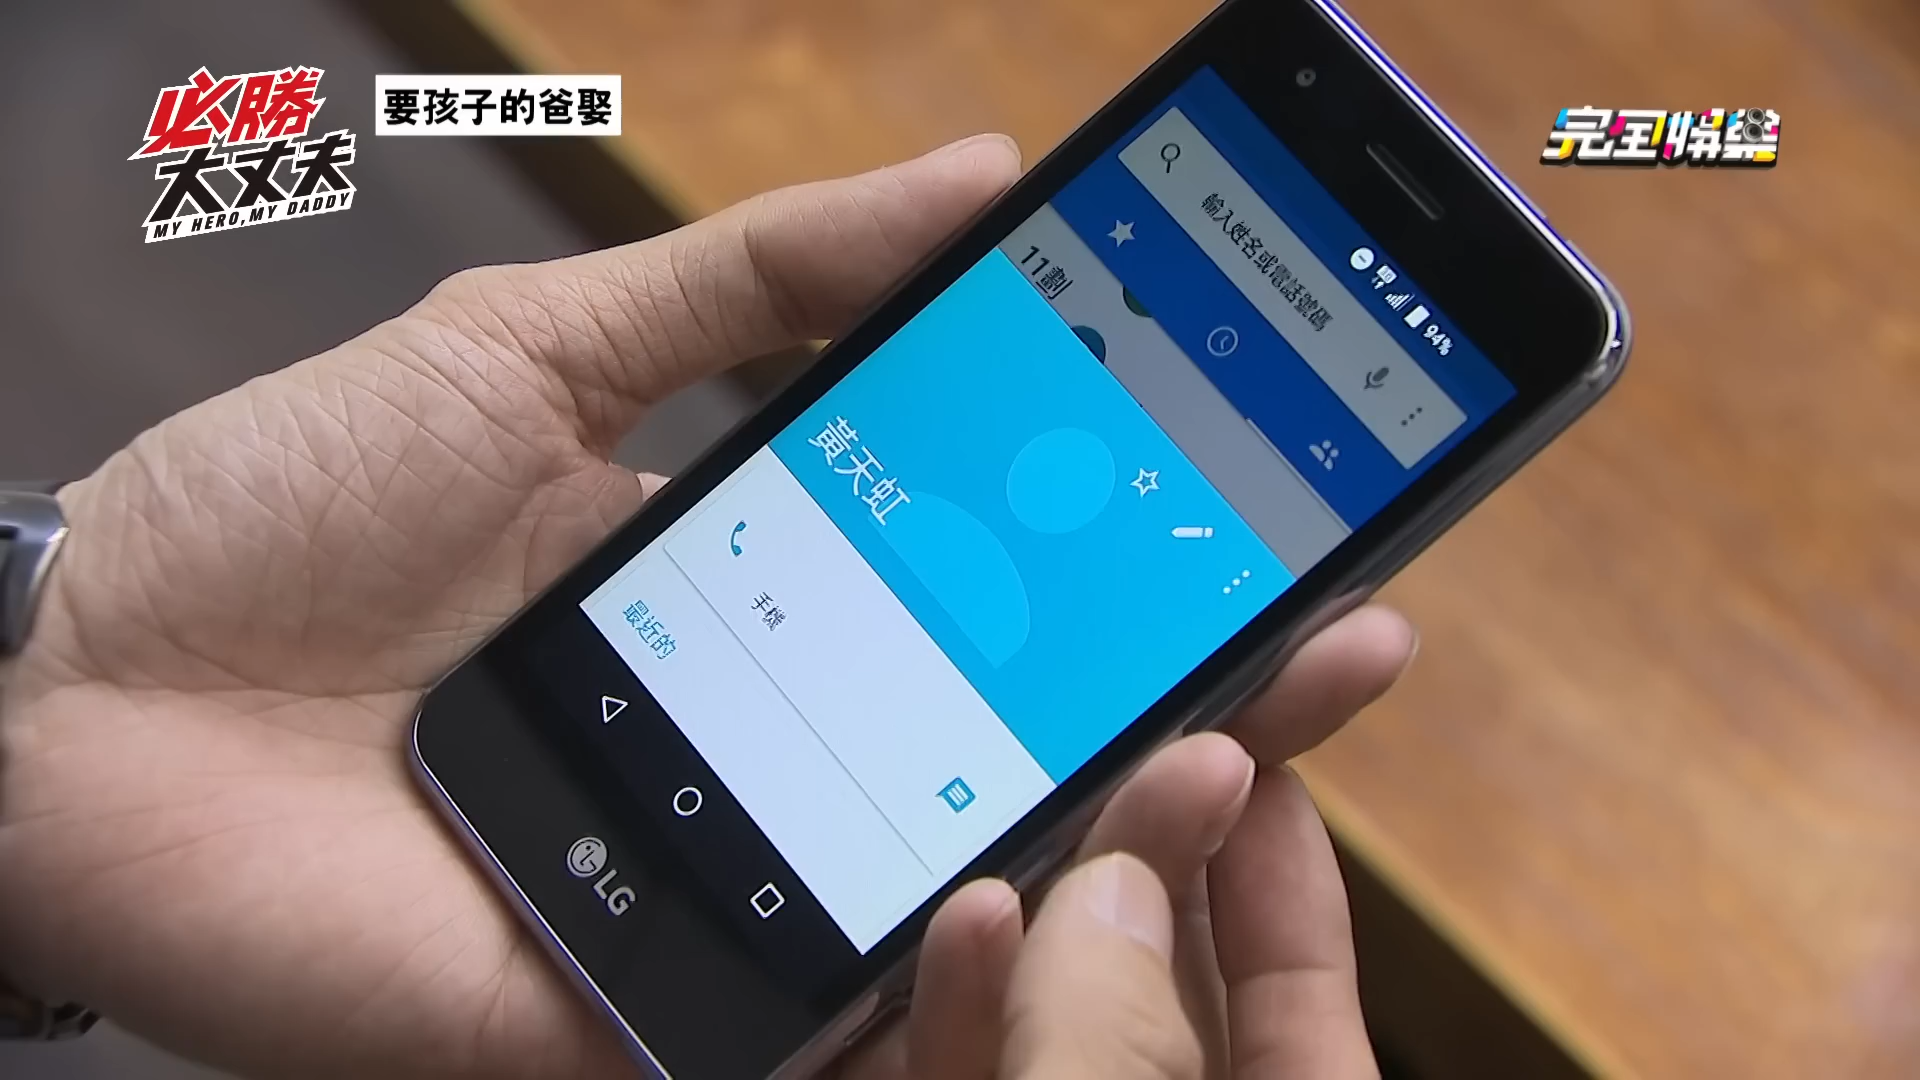 必勝
大丈夫
MY HERO, MY DADDY
要孩子的爸娶
完全娛樂
94%
輸入姓名或電話號碼
11劃
黃天虹
手機
最近的
LG
LG